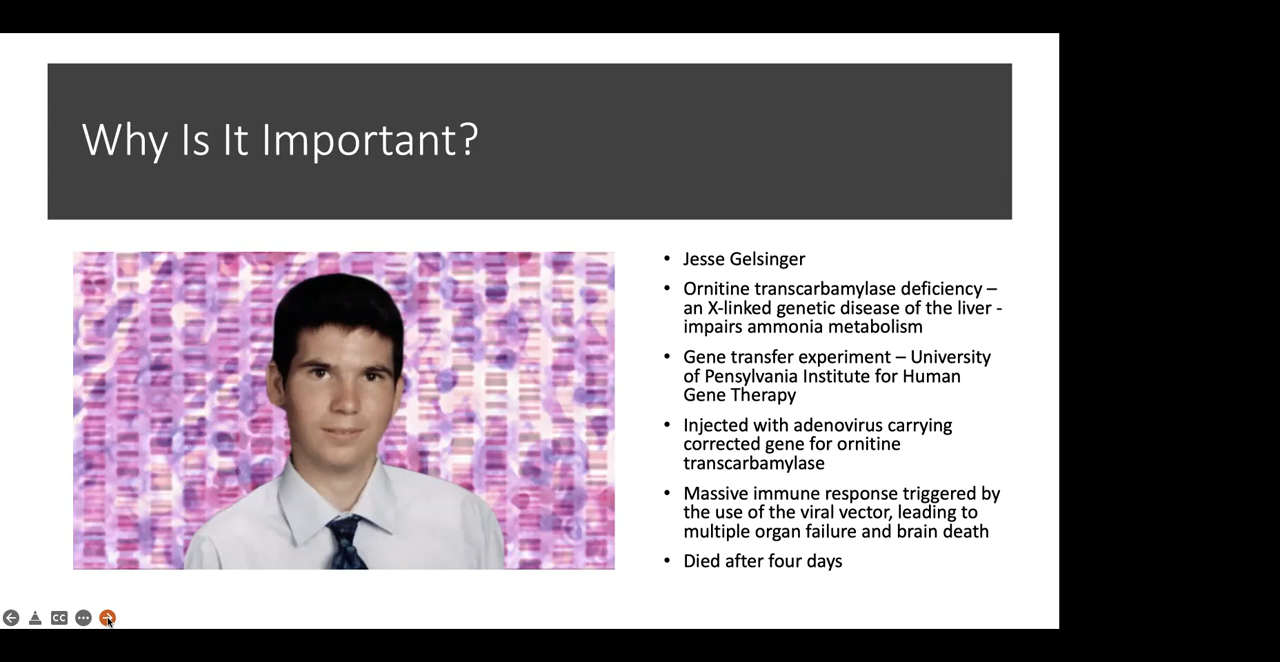 Why Is It Important?
• Jesse Gelsinger
• Ornitine transcarbamylase deficiency –
an X-linked genetic disease of the liver -
impairs ammonia metabolism
• Gene transfer experiment – University
of Pensylvania Institute for Human
Gene Therapy
• Injected with adenovirus carrying
corrected gene for ornitine
transcarbamylase
• Massive immune response triggered by
the use of the viral vector, leading to
multiple organ failure and brain death
• Died after four days
CC